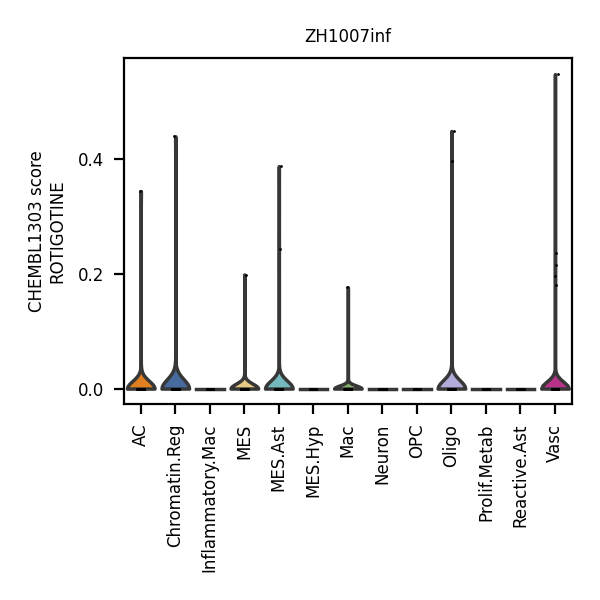 ZH1007inf
CHEMBL1303 score
ROTIGOTINE
0.4
0.2
0.0
AC
Chromatin.Reg
Inflammatory.Mac
MES
MES.Ast
MES.Hyp
Mac
Neuron
OPC
Oligo
Prolif.Metab
Reactive.Ast
Vasc